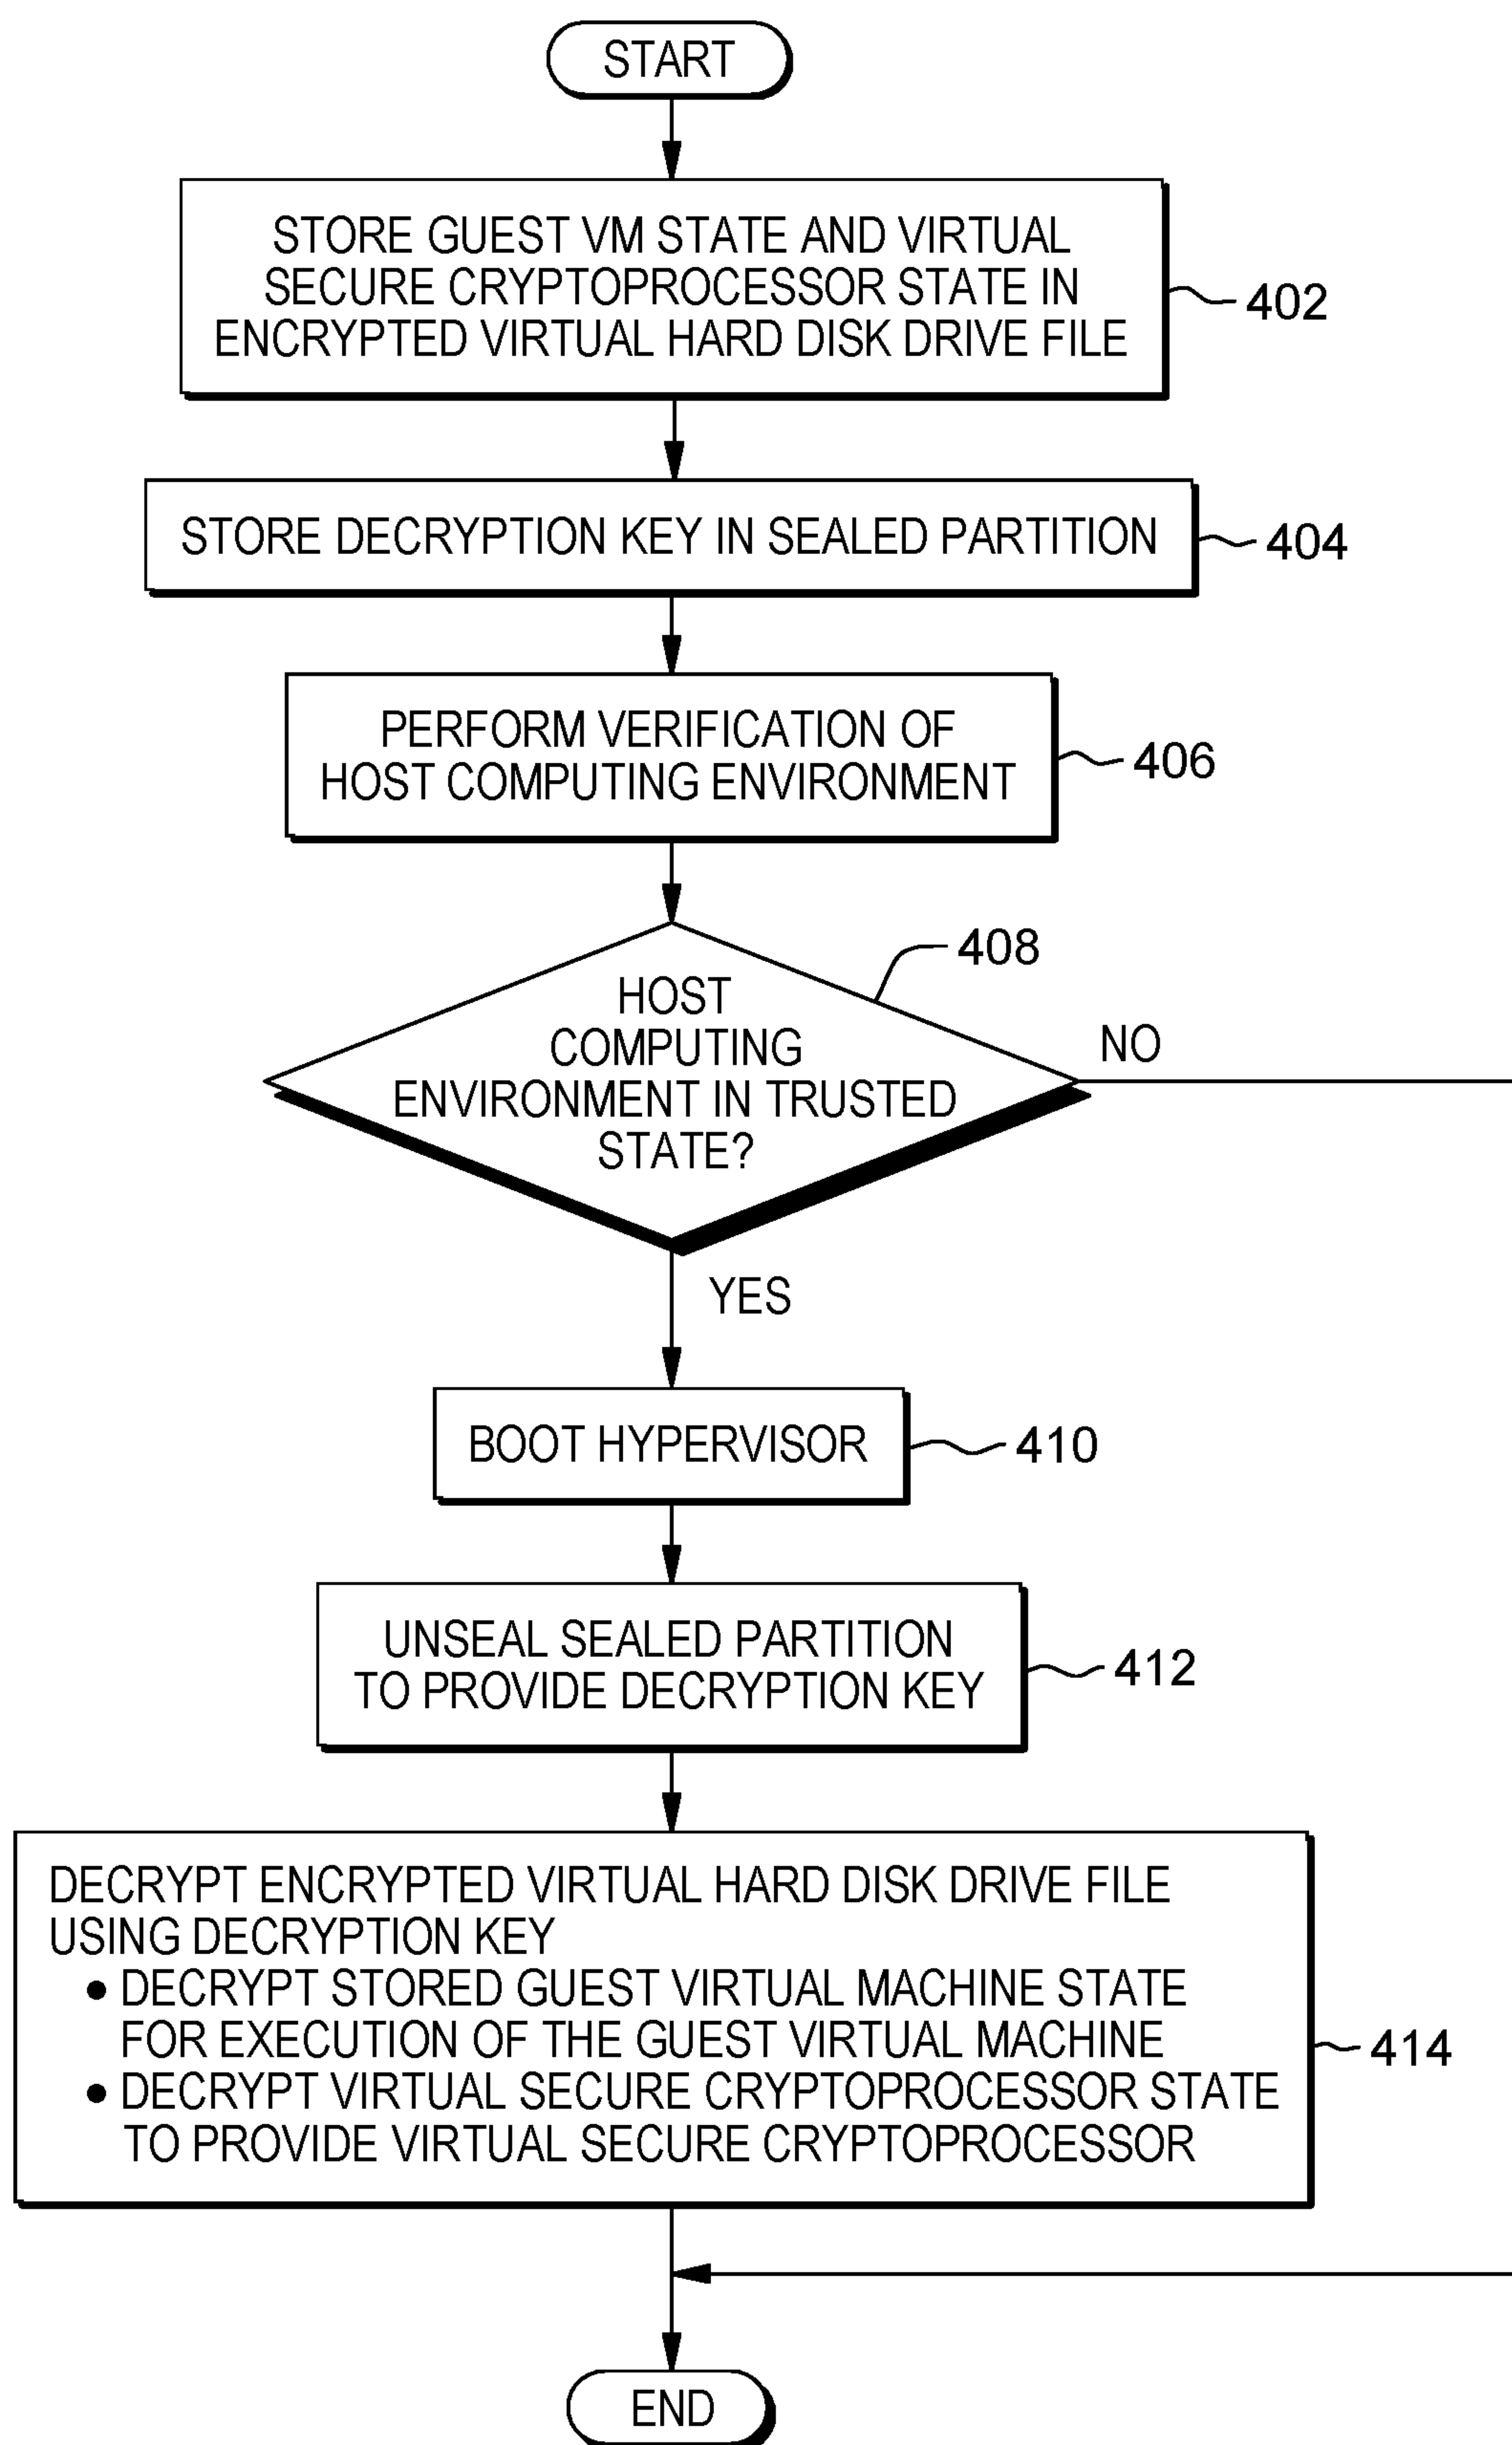 START
STORE GUEST VM STATE AND VIRTUAL
SECURE CRYPTOPROCESSOR STATE IN
ENCRYPTED VIRTUAL HARD DISK DRIVE FILE
402
STORE DECRYPTION KEY IN SEALED PARTITION
404
PERFORM VERIFICATION OF
HOST COMPUTING ENVIRONMENT
406
408
HOST
COMPUTING
ENVIRONMENT IN TRUSTED
STATE?
NO
YES
BOOT HYPERVISOR
410
UNSEAL SEALED PARTITION
TO PROVIDE DECRYPTION KEY
412
DECRYPT ENCRYPTED VIRTUAL HARD DISK DRIVE FILE
USING DECRYPTION KEY
• DECRYPT STORED GUEST VIRTUAL MACHINE STATE
FOR EXECUTION OF THE GUEST VIRTUAL MACHINE
• DECRYPT VIRTUAL SECURE CRYPTOPROCESSOR STATE
TO PROVIDE VIRTUAL SECURE CRYPTOPROCESSOR
414
END